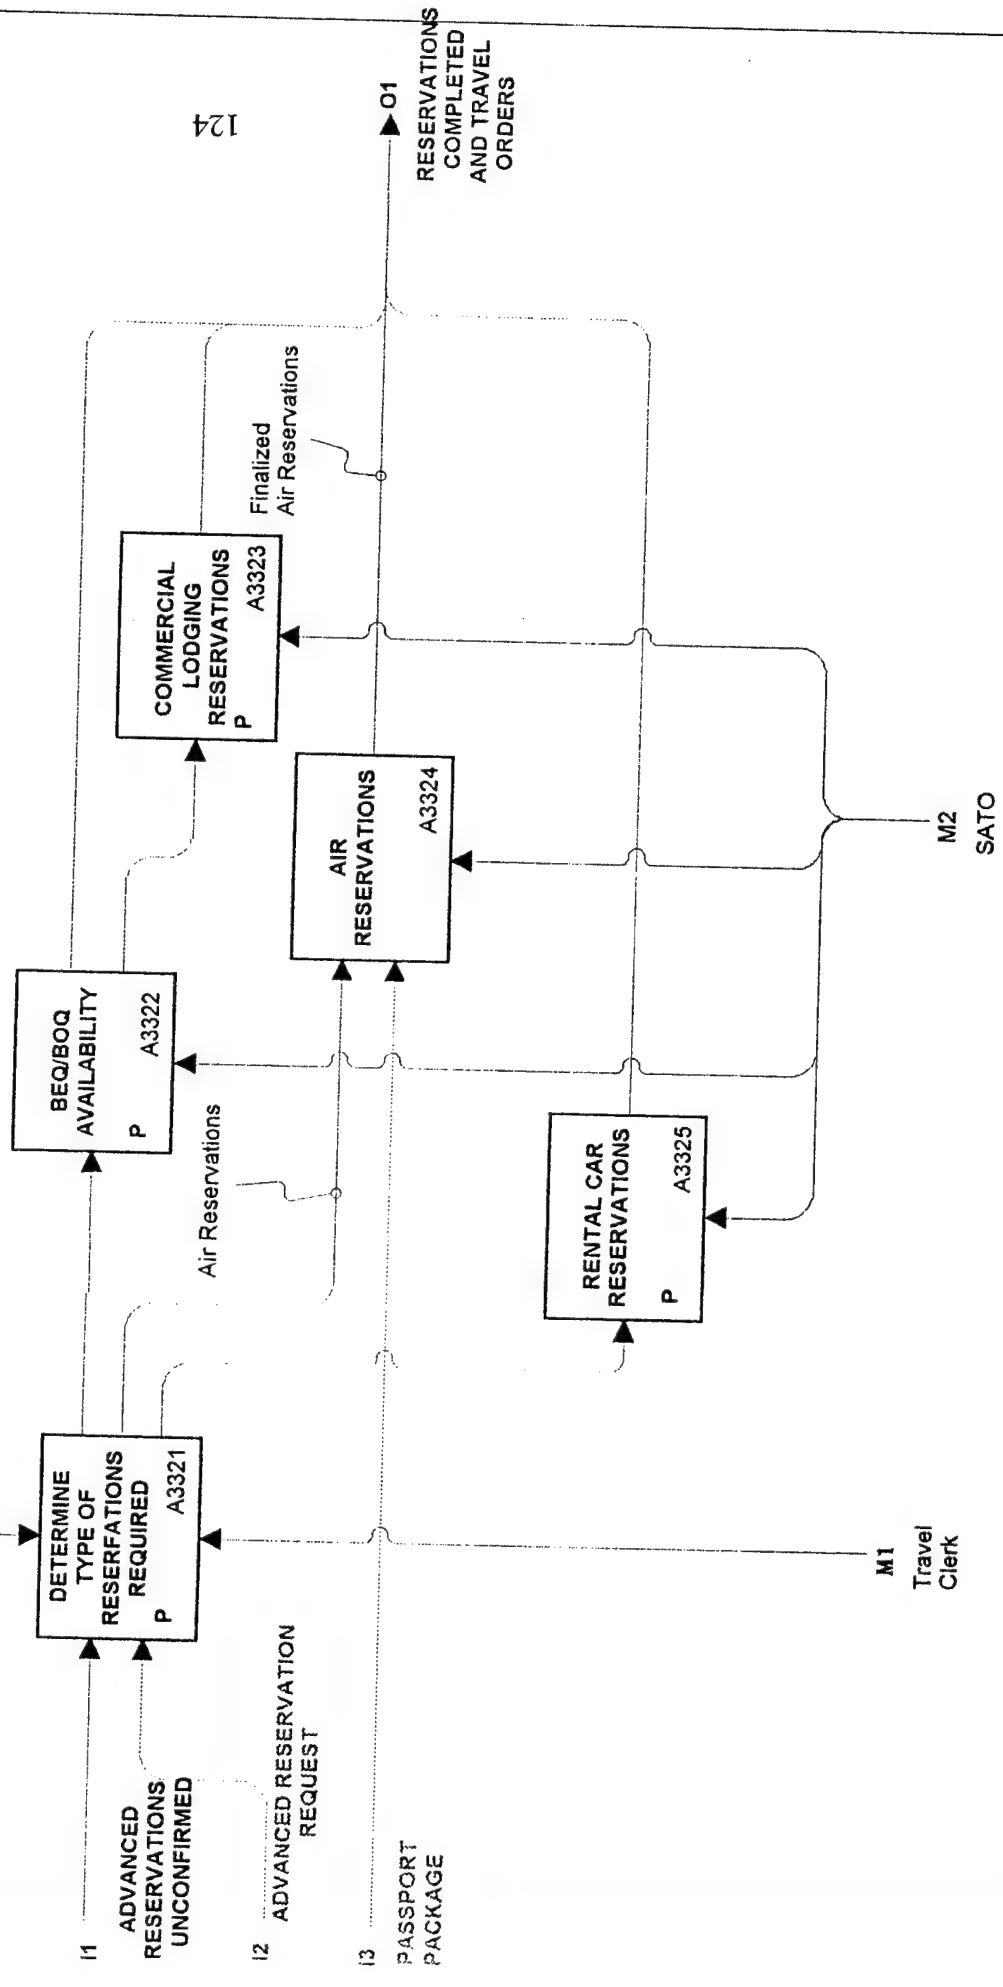 124
I1
ADVANCED
RESERVATIONS
UNCONFIRMED
I2
ADVANCED RESERVATION
REQUEST
I3
PASSPORT
PACKAGE
DETERMINE
TYPE OF
RESERFATIONS
REQUIRED
P
A3321
M1
Travel
Clerk
Air Reservations
BEQ/BOQ
AVAILABILITY
P
A3322
COMMERCIAL
LODGING
RESERVATIONS
P
A3323
AIR
RESERVATIONS
A3324
RENTAL CAR
RESERVATIONS
P
A3325
Finalized
Air Reservations
M2
SATO
O1
RESERVATIONS
COMPLETED
AND TRAVEL
ORDERS